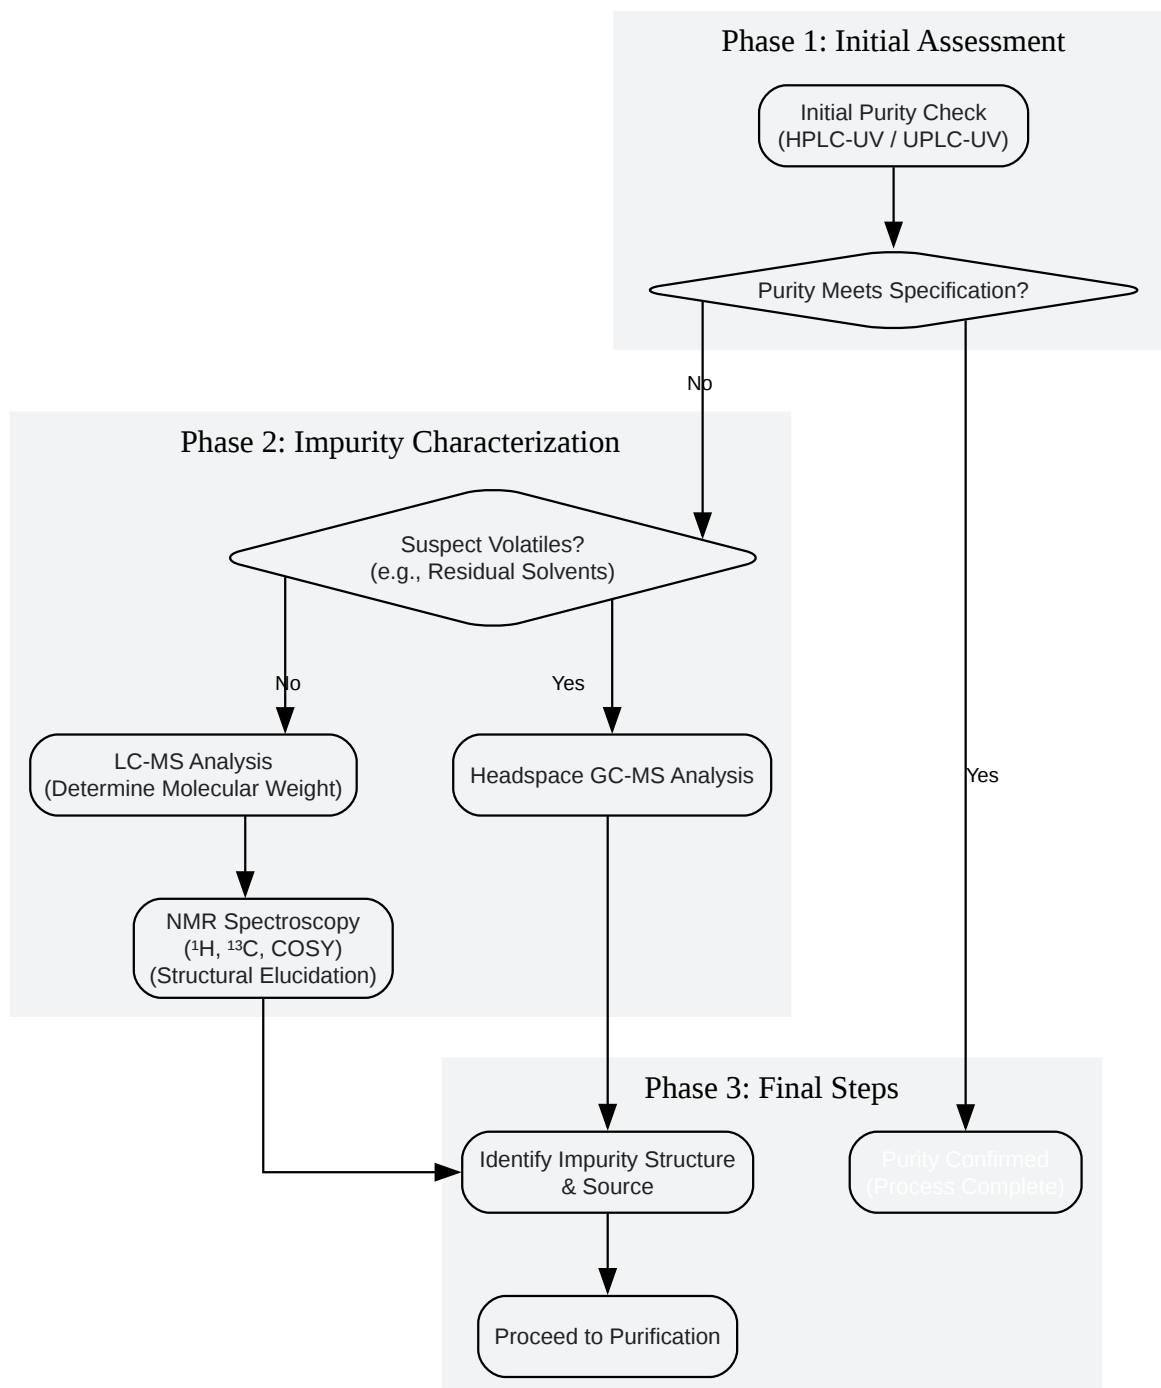 Phase 1: Initial Assessment
Initial Purity Check
(HPLC-UV / UPLC-UV)
Purity Meets Specification?
No
Phase 2: Impurity Characterization
Suspect Volatiles?
(e.g., Residual Solvents)
No
Yes
LC-MS Analysis
(Determine Molecular Weight)
Headspace GC-MS Analysis
Yes
NMR Spectroscopy
(¹H, ¹³C, COSY)
(Structural Elucidation)
Phase 3: Final Steps
Identify Impurity Structure
& Source
Purity Confirmed
(Process Complete)
Proceed to Purification